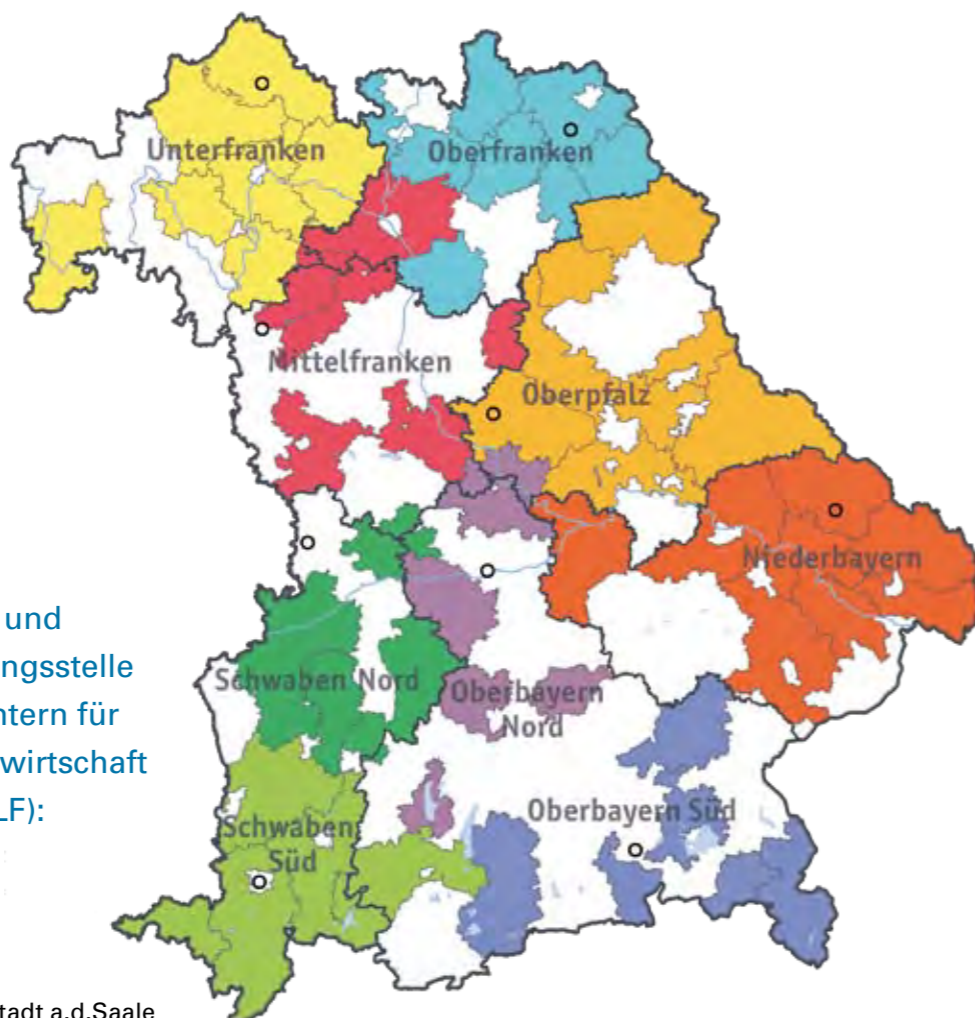 Unterfranken
Oberfranken
Mittelfranken
Oberpfalz
Niederbayern
und
ngsstelle
ntern für
wirtschaft
LF):
Schwaben Nord
Oberbayern
Nord
Schwaben
Süd
Oberbayern Süd
tadt a.d.Saale